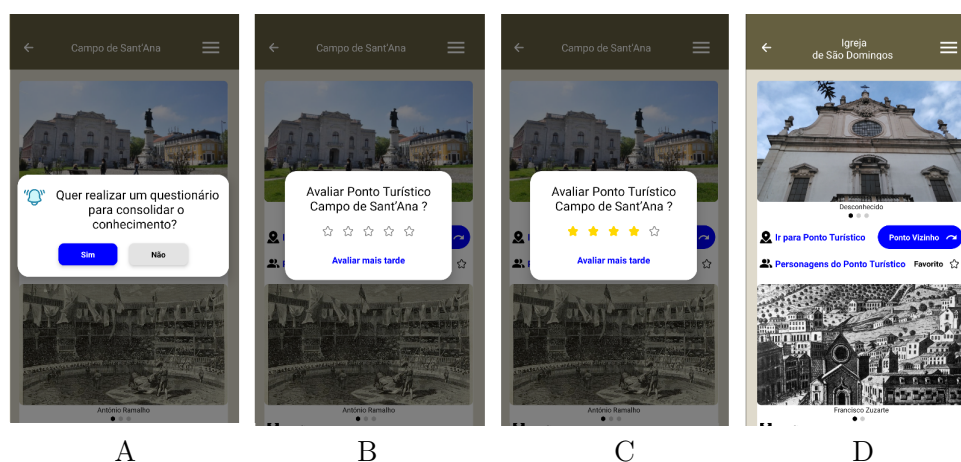 Campo de Sant'Ana
Quer realizar um questionário
para consolidar o
conhecimento?
Sim
Não
António Ramalho
A
Campo de Sant'Ana
Avaliar Ponto Turístico
Campo de Sant'Ana ?
Avaliar mais tarde
António Ramalho
B
Campo de Sant'Ana
Avaliar Ponto Turístico
Campo de Sant'Ana ?
Avaliar mais tarde
António Ramalho
C
Igreja
de São Domingos
Desconhecido
Ir para Ponto Turístico
Ponto Vizinho
Personagens do Ponto Turístico
Favorito
Francisco Zuzarte
D